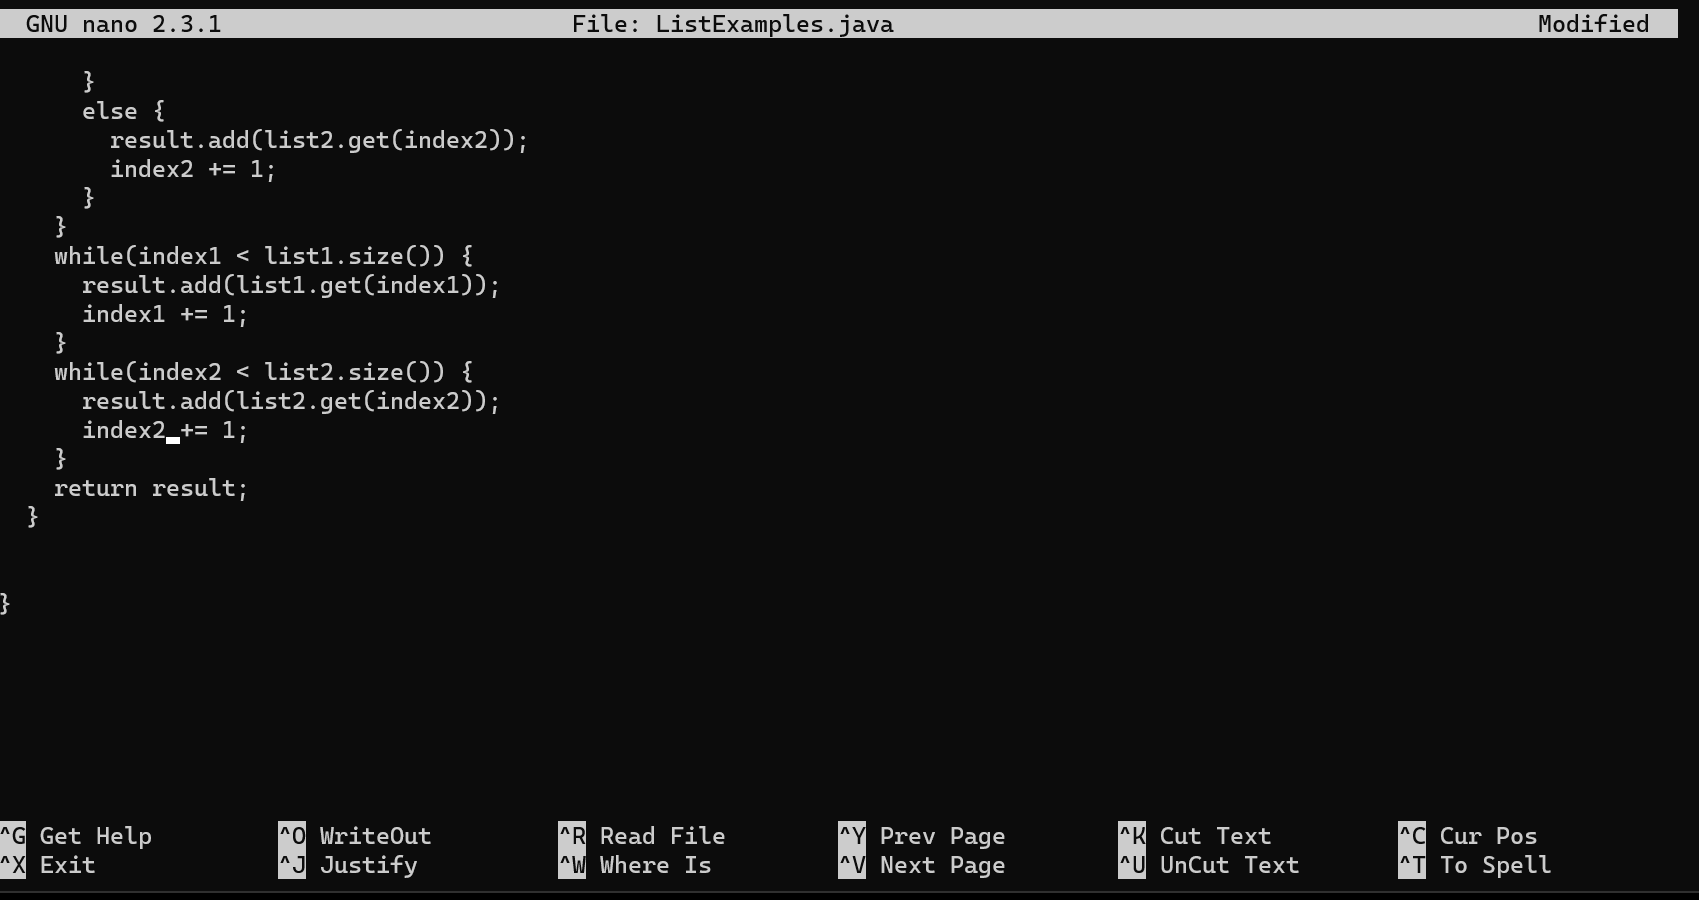 GNU nano 2.3.1 File: ListExamples.java Modified
}
else {
result.add(list2.get(index2));
index2 += 1;
}
}
while(index1 < list1.size()) {
result.add(list1.get(index1));
index1 += 1;
}
while(index2 < list2.size()) {
result.add(list2.get(index2));
index2 += 1;
}
return result;
}
}
^G Get Help ^O WriteOut ^R Read File ^Y Prev Page ^K Cut Text ^C Cur Pos
^X Exit ^J Justify ^W Where Is ^V Next Page ^U UnCut Text ^T To Spell